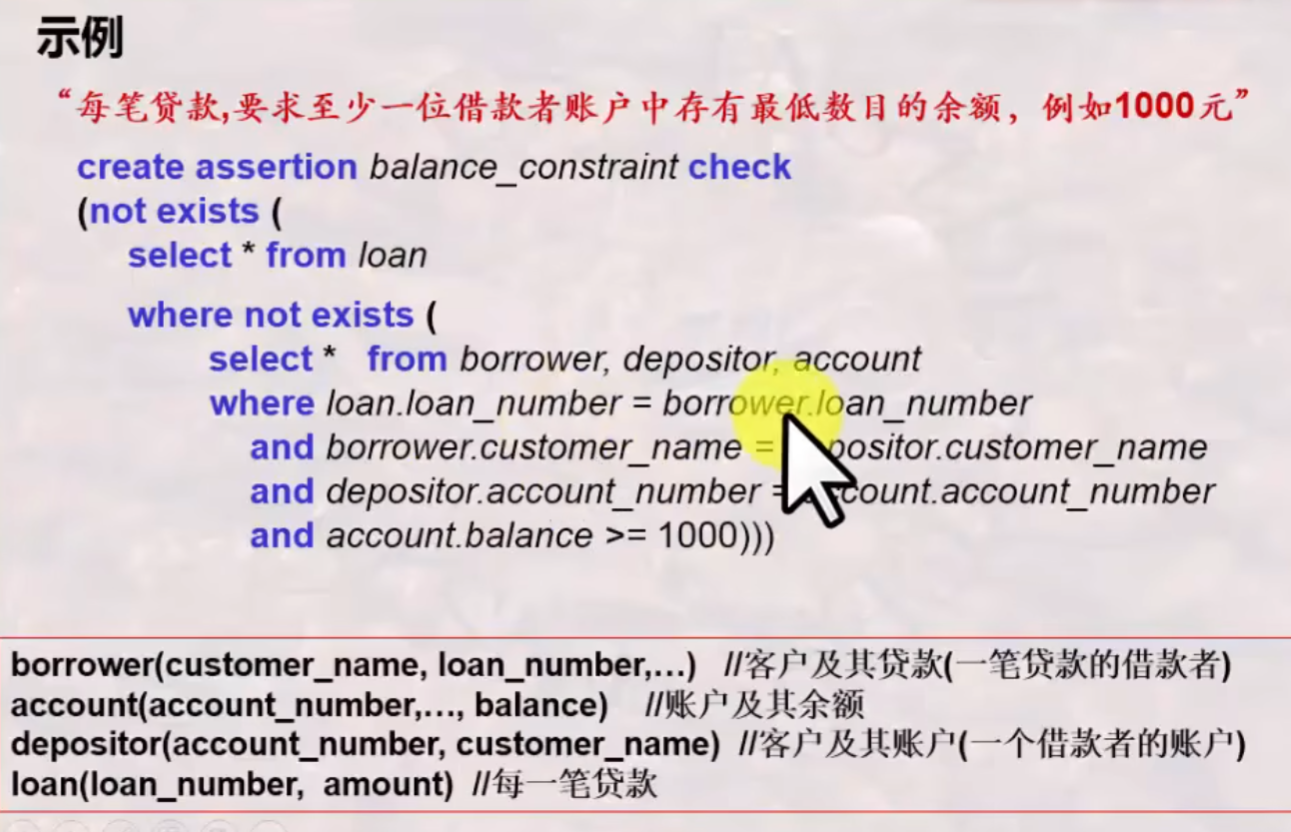 示例
“每笔贷款,要求至少一位借款者账户中存有最低数目的余额，例如1000元”
create assertion balance_constraint check
(not exists (
select * from loan
where not exists (
select * from borrower, depositor, account
where loan.loan_number = borrower.loan_number
and borrower.customer_name = positor.customer_name
and depositor.account_number = count.account_number
and account.balance >= 1000)))
borrower(customer_name, loan_number,…) //客户及其贷款(一笔贷款的借款者)
account(account_number,…, balance) //账户及其余额
depositor(account_number, customer_name) //客户及其账户(一个借款者的账户)
loan(loan_number, amount) //每一笔贷款